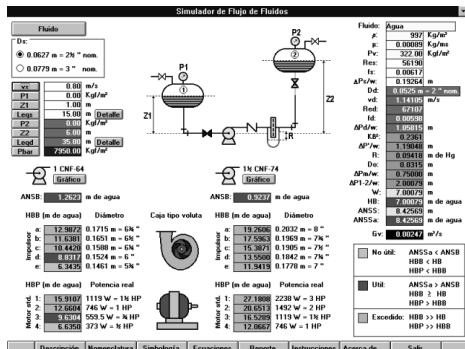 Simulador de Flujo de Fluidos
Fluido
Ds:
0.0627 m = 2½ " nom.
0.0779 m = 3 " nom.
vs 0.80 m/s
P1 0.00 Kgf/m²
Z1 1.00 m
Leqs 15.00 m Detalle
P2 0.00 Kgf/m²
Z2 6.00 m
Leqd 35.00 m Detalle
Pbar 7950.00 Kgf/m²
P1
1
Z1
P2
2
Z2
R
Fluido: Agua
ρ: 997 Kg/m³
μ: 0.00089 Kg/ms
Pv: 322.00 Kgf/m²
Res: 56190
fs: 0.00617
ΔPs/w: 0.19264 m
Dd: 0.0525 m = 2 " nom.
vd: 1.14105 m/s
Red: 67107
fd: 0.00598
ΔPd/w: 1.05815 m
KB²: 0.2361
ΔP'/w: 1.19048 m
R: 0.09418 m de Hg
Do: 0.0315 m
ΔPm/w: 0.75000 m
ΔP1-2/w: 2.00079 m
W: 7.00079 m
HB: 7.00079 m de agua
ANSS: 8.42569 m
ANSSa: 8.42569 m de agua
Gv: 0.00247 m³/s
1 CNF-64
Gráfico
ANSB: 1.2623 m de agua
1½ CNF-74
Gráfico
ANSB: 0.9237 m de agua
HBB (m de agua) Diámetro
Impulsor
a: 12.9872 0.1715 m = 6¾ "
b: 11.6381 0.1651 m = 6½ "
c: 10.4420 0.1588 m = 6¼ "
d: 8.8317 0.1524 m = 6 "
e: 6.3435 0.1461 m = 5¾ "
Caja tipo voluta
HBB (m de agua) Diámetro
Impulsor
a: 19.2606 0.2032 m = 8 "
b: 17.5963 0.1969 m = 7¾ "
c: 15.3871 0.1905 m = 7½ "
d: 13.5500 0.1842 m = 7¼ "
e: 11.9419 0.1778 m = 7 "
HBP (m de agua) Potencia real
Motor std.
1: 15.9107 1119 W = 1½ HP
2: 12.6604 746 W = 1 HP
3: 9.6304 559.5 W = ¾ HP
4: 6.6350 373 W = ½ HP
HBP (m de agua) Potencia real
Motor std.
1: 27.1808 2238 W = 3 HP
2: 20.6513 1492 W = 2 HP
3: 16.5289 1119 W = 1½ HP
4: 12.0667 746 W = 1 HP
No útil: ANSSa < ANSB
HBB < HB
HBP < HBB
Util: ANSSa > ANSB
HBB ≥ HB
HBP > HBB
Excedido: HBB >> HB
HBP >> HBB
Descripción Nomenclatura Simbología Ecuaciones Reporte Instrucciones Acerca de Salir